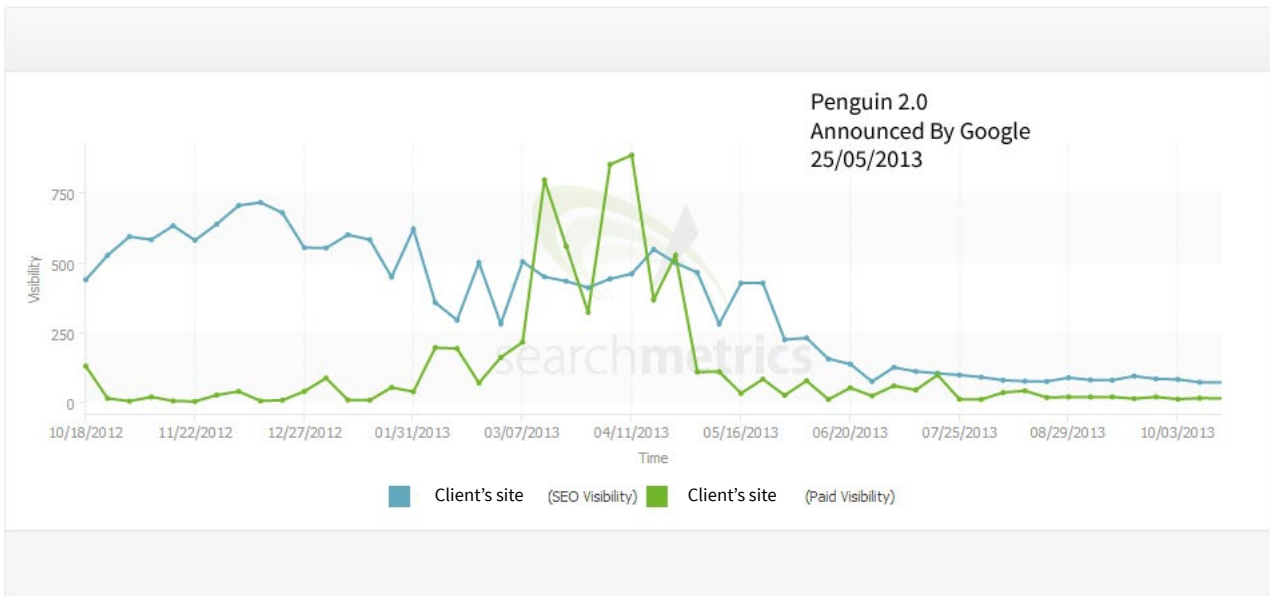 Penguin 2.0
Announced By Google
25/05/2013
750
500
250
0
Visibility
searchmetrics
10/18/2012 11/22/2012 12/27/2012 01/31/2013 03/07/2013 04/11/2013 05/16/2013 06/20/2013 07/25/2013 08/29/2013 10/03/2013
Time
Client’s site (SEO Visibility) Client’s site (Paid Visibility)